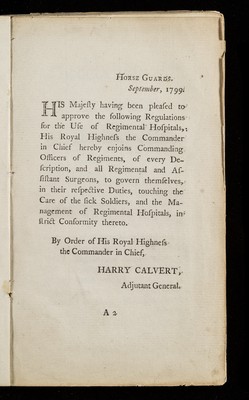 HORSE GUARDS.
September, 1799.
HIS Majeſty having been pleaſed to
approve the following Regulations
for the Uſe of Regimental Hoſpitals,
His Royal Highneſs the Commander
in Chief hereby enjoins Commanding
Officers of Regiments, of every De-
ſcription, and all Regimental and Aſ-
ſiſtant Surgeons, to govern themſelves,
in their reſpective Duties, touching the
Care of the ſick Soldiers, and the Ma-
nagement of Regimental Hoſpitals, in
ſtrict Conformity thereto.
By Order of His Royal Highneſs
the Commander in Chief,
HARRY CALVERT,
Adjutant General.
A 2